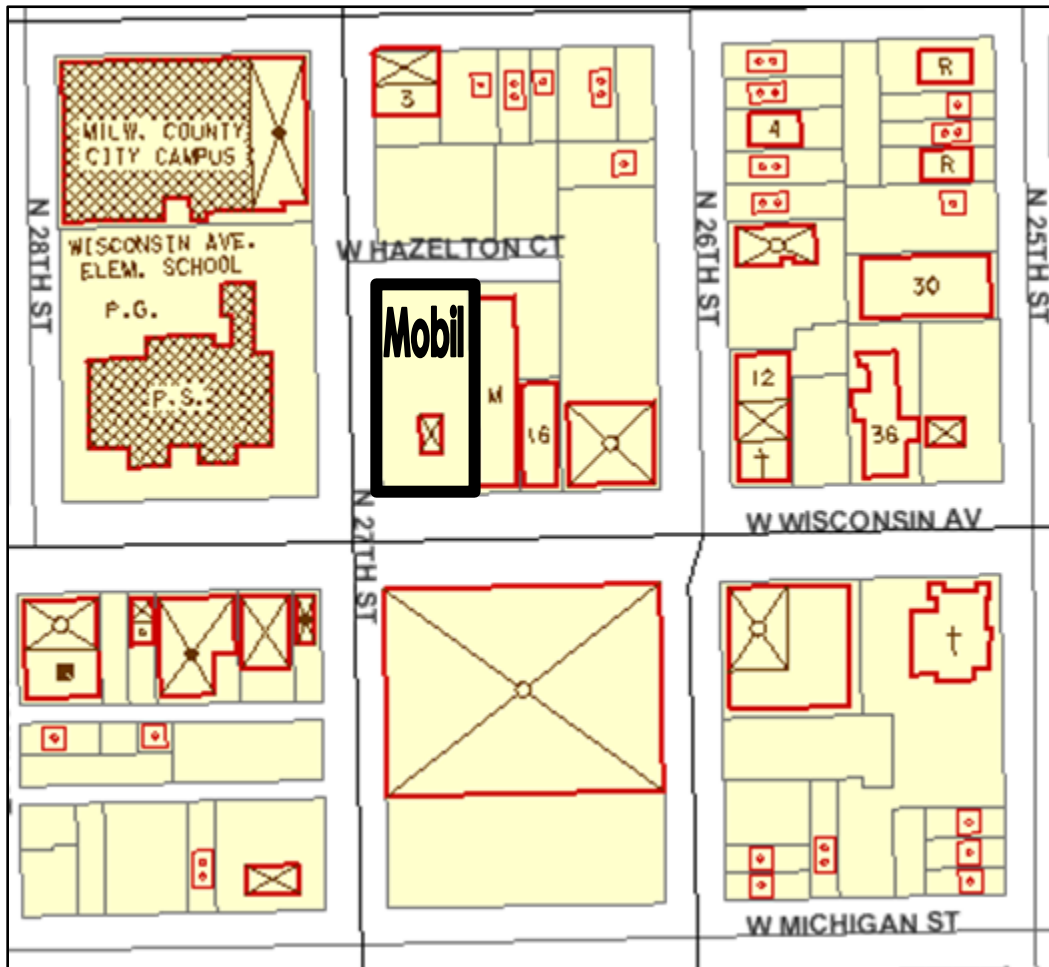 MILW. COUNTY
CITY CAMPUS
N 28TH ST
WISCONSIN AVE.
ELEM. SCHOOL
P.G.
P.S.
3
W HAZELTON CT
Mobil
M
16
N 27TH ST
4
R
R
N 26TH ST
N 25TH ST
30
12
36
W WISCONSIN AV
W MICHIGAN ST